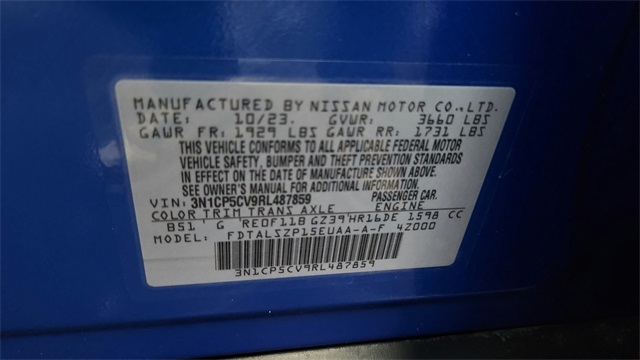 MANUFACTURED BY NISSAN MOTOR CO.,LTD.
DATE: 10/23. GVWR: 3660 LBS
GAWR FR: 1929 LBS GAWR RR: 1731 LBS
THIS VEHICLE CONFORMS TO ALL APPLICABLE FEDERAL MOTOR
VEHICLE SAFETY, BUMPER AND THEFT PREVENTION STANDARDS
IN EFFECT ON THE DATE OF MANUFACTURE SHOWN ABOVE.
SEE OWNER'S MANUAL FOR ADDITIONAL INFORMATION
VIN: 3N1CP5CV9RL487859 PASSENGER CAR.
COLOR TRIM TRANS AXLE ENGINE
B51 G RE0F11B GZ39 HR16DE 1598 CC
MODEL: FDTALSZP15EUAA-A-F 4Z000
3N1CP5CV9RL487859